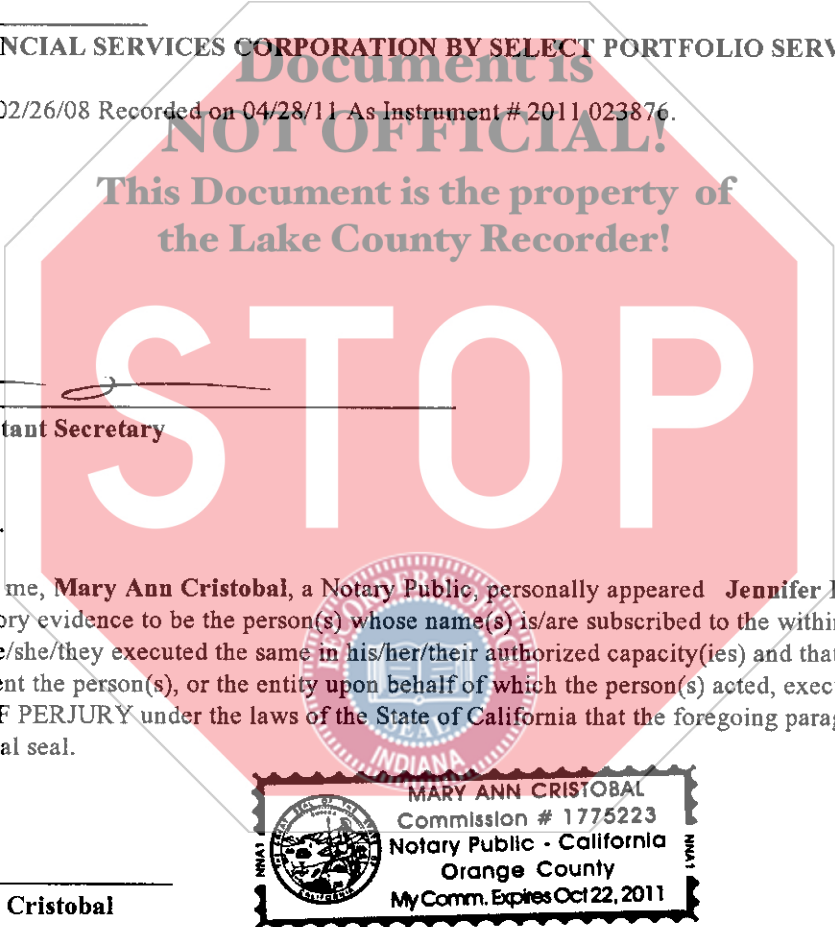 NCIAL SERVICES CORPORATION BY SELECT PORTFOLIO SERV
Document is
02/26/08 Recorded on 04/28/11 As Instrument # 2011 023876.
NOT OFFICIAL!
This Document is the property of
the Lake County Recorder!
STOP
tant Secretary
me, Mary Ann Cristobal, a Notary Public, personally appeared Jennifer
ory evidence to be the person(s) whose name(s) is/are subscribed to the within
e/she/they executed the same in his/her/their authorized capacity(ies) and that
ent the person(s), or the entity upon behalf of which the person(s) acted, exec
F PERJURY under the laws of the State of California that the foregoing parag
al seal.
SEAL
INDIANA
MARY ANN CRISTOBAL
Commission # 1775223
Notary Public - California
Orange County
My Comm. Expires Oct 22, 2011
NNA1
NNA1
Cristobal